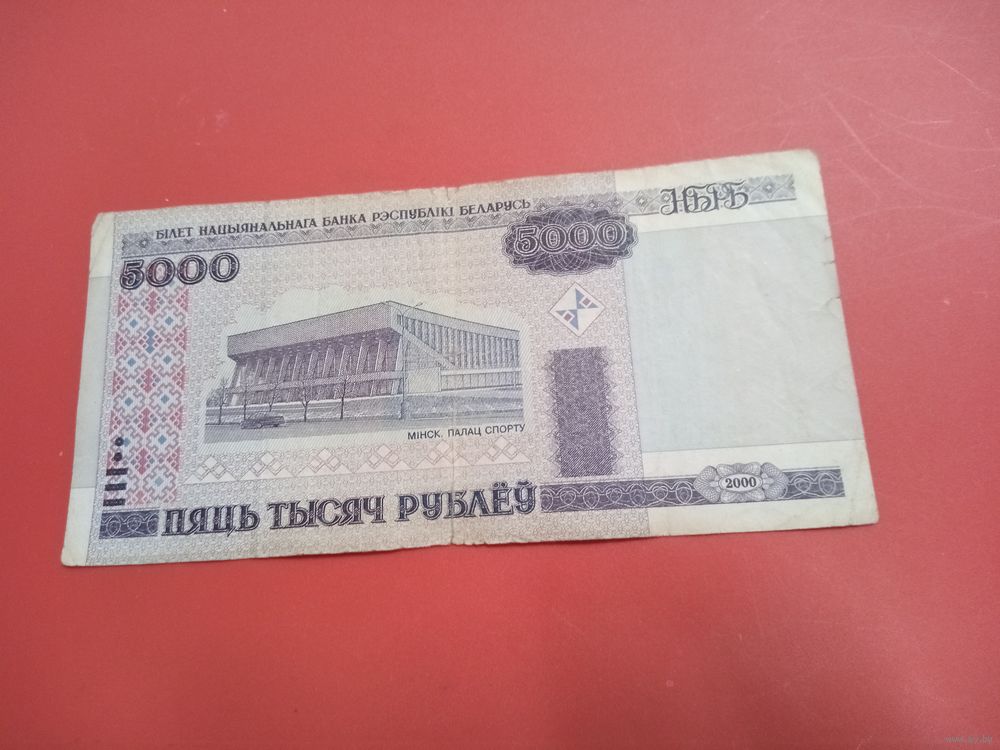 БІЛЕТ НАЦЫЯНАЛЬНАГА БАНКА РЭСПУБЛІКІ БЕЛАРУСЬ
НБРБ
5000
5000
МІНСК. ПАЛАЦ СПОРТУ
2000
ПЯЦЬ ТЫСЯЧ РУБЛЁЎ